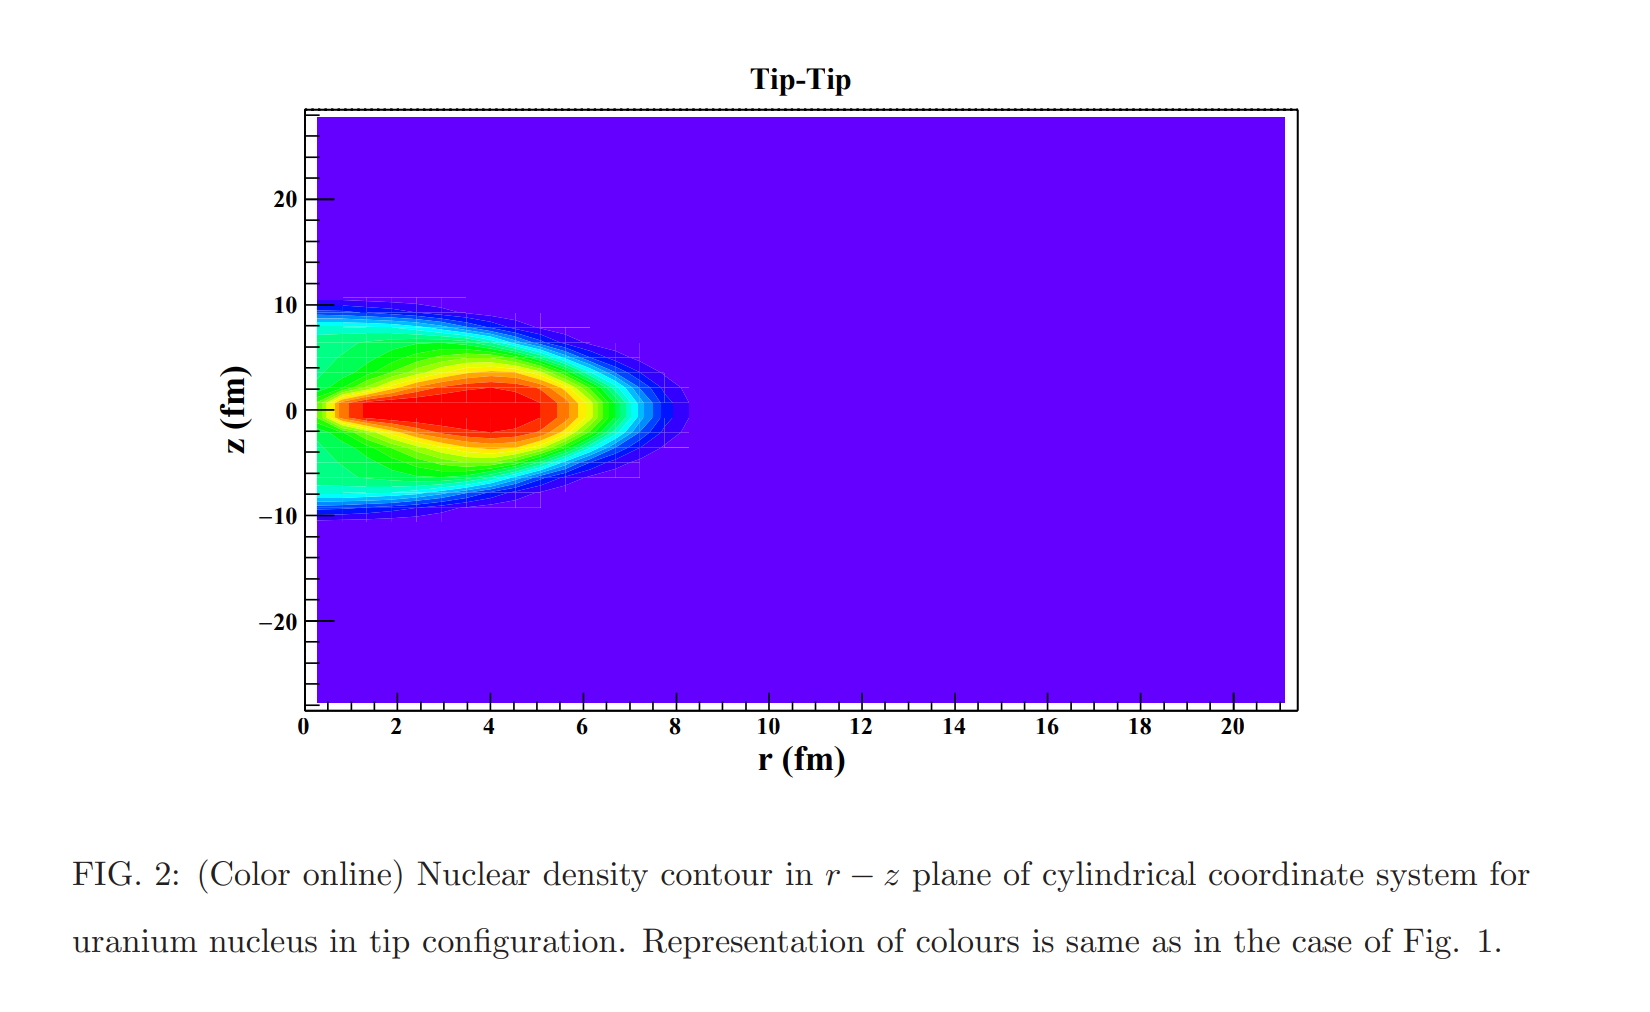 Tip-Tip
20
10
0
−10
−20
z (fm)
0 2 4 6 8 10 12 14 16 18 20
r (fm)
FIG. 2: (Color online) Nuclear density contour in r − z plane of cylindrical coordinate system for
uranium nucleus in tip configuration. Representation of colours is same as in the case of Fig. 1.